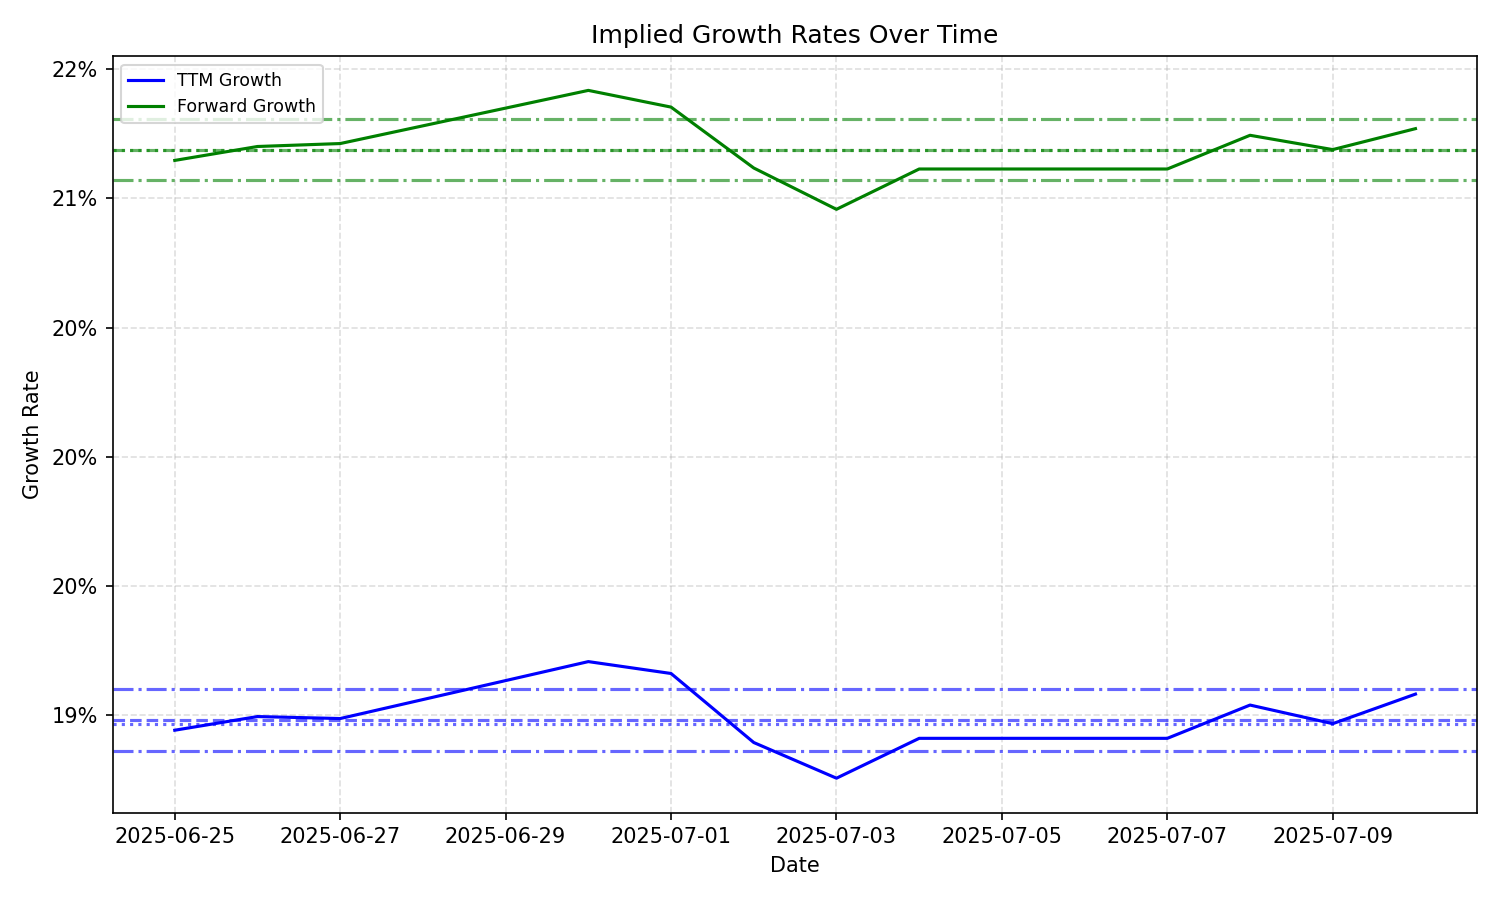 Implied Growth Rates Over Time
TTM Growth
Forward Growth
22%
21%
20%
20%
20%
19%
Growth Rate
2025-06-25 2025-06-27 2025-06-29 2025-07-01 2025-07-03 2025-07-05 2025-07-07 2025-07-09
Date